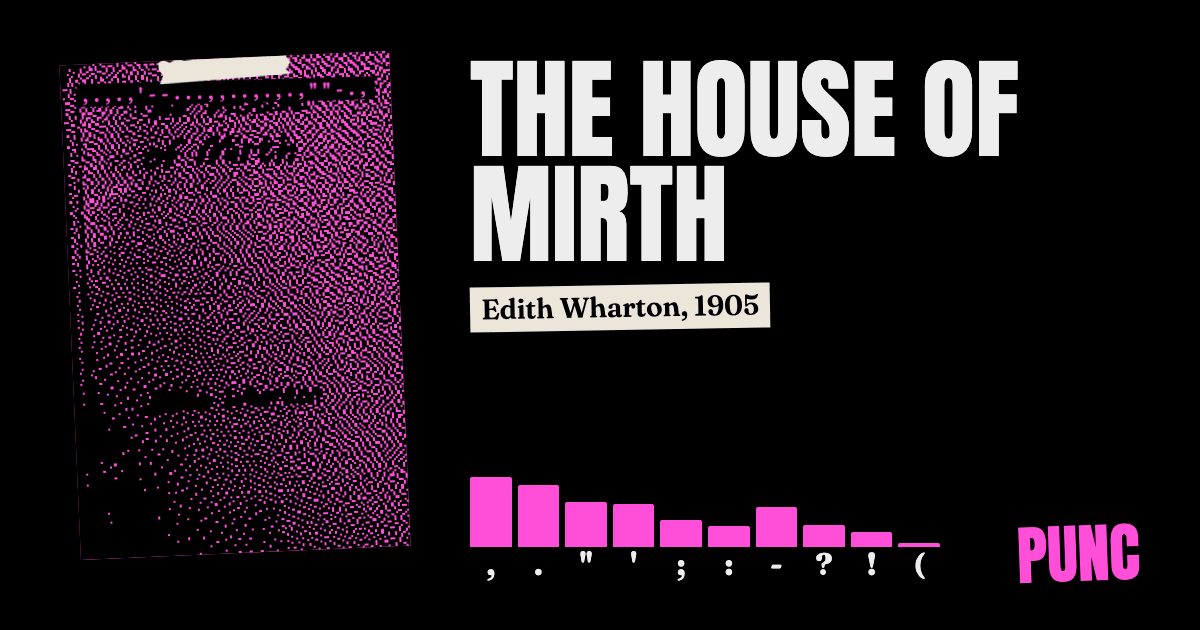 THE HOUSE OF
MIRTH
Edith Wharton, 1905
, . " ' ; : - ? ! (
PUNC